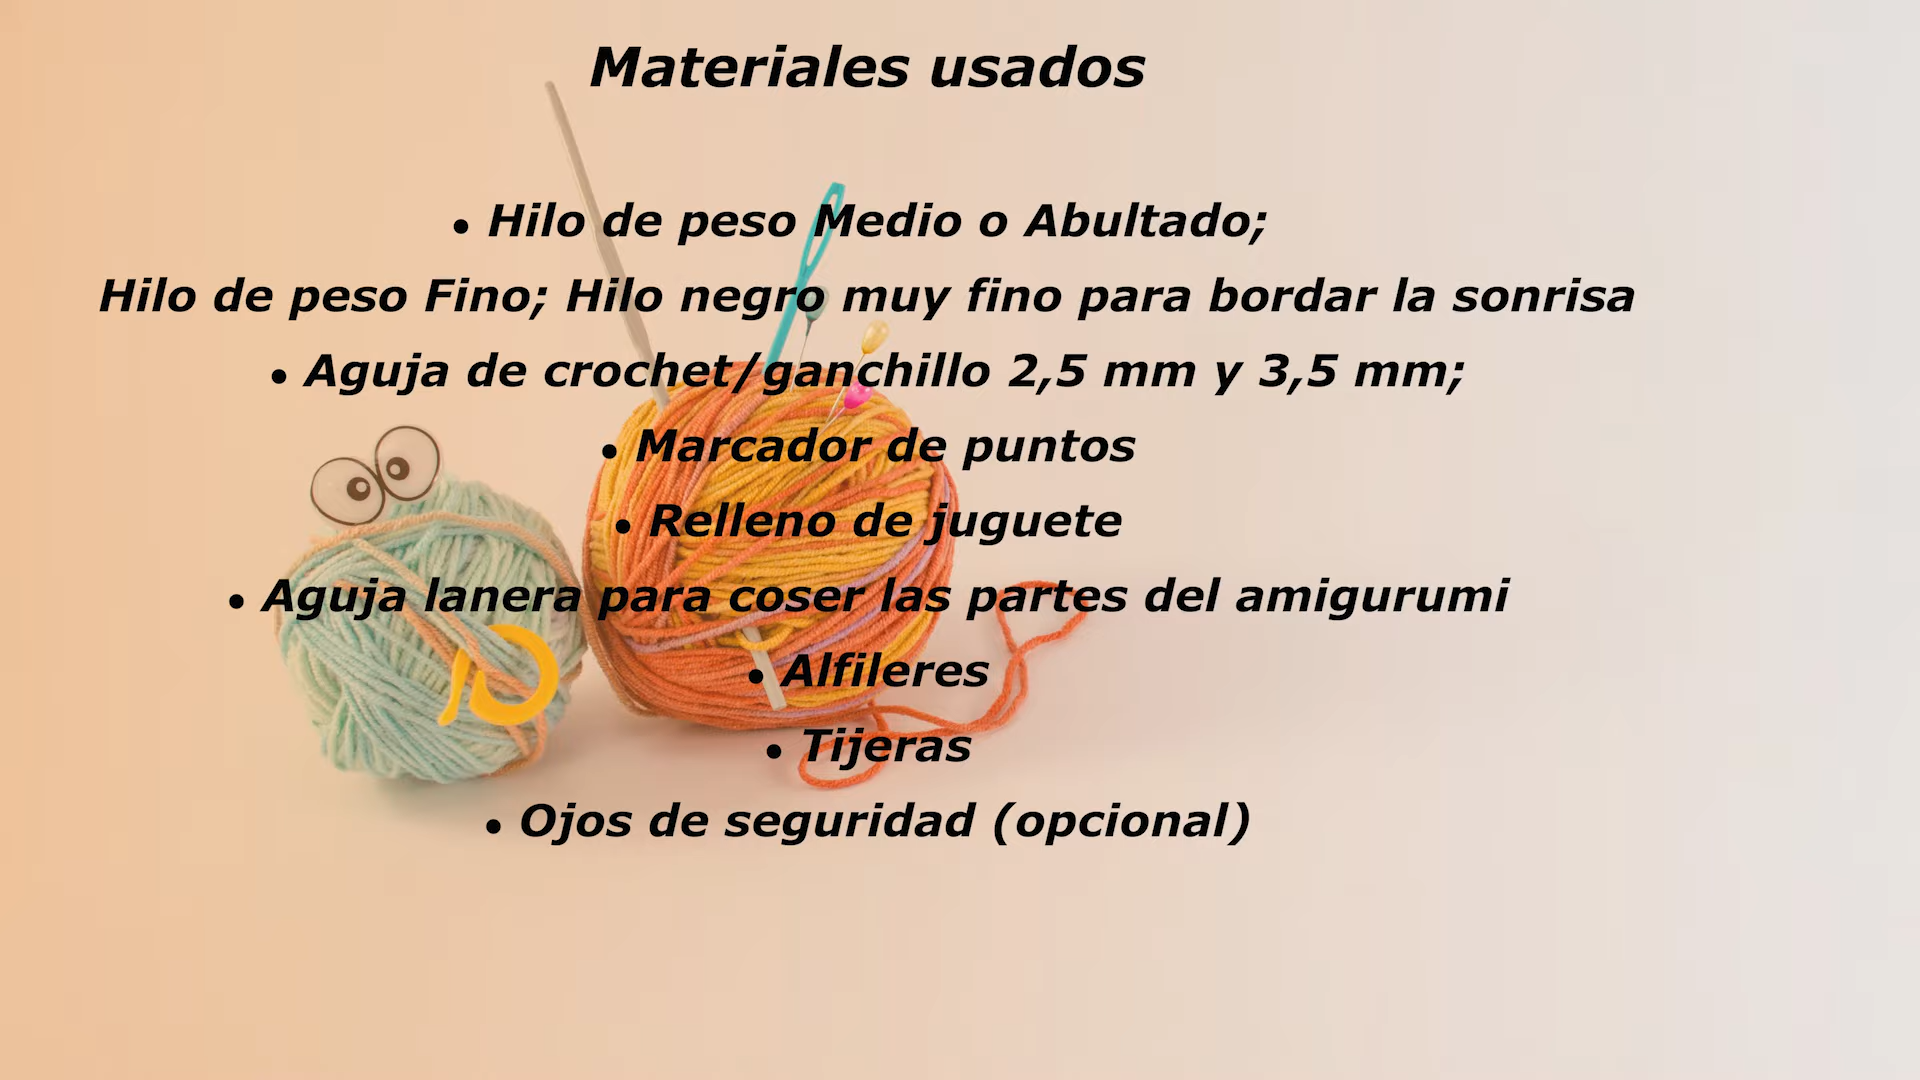 Materiales usados
• Hilo de peso Medio o Abultado;
Hilo de peso Fino; Hilo negro muy fino para bordar la sonrisa
• Aguja de crochet/ganchillo 2,5 mm y 3,5 mm;
• Marcador de puntos
• Relleno de juguete
• Aguja lanera para coser las partes del amigurumi
• Alfileres
• Tijeras
• Ojos de seguridad (opcional)